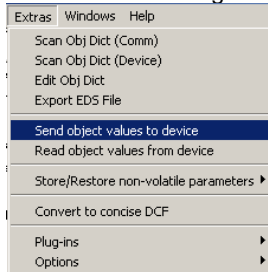 Extras Windows Help
Scan Obj Dict (Comm)
Scan Obj Dict (Device)
Edit Obj Dict
Export EDS File
Send object values to device
Read object values from device
Store/Restore non-volatile parameters
Convert to concise DCF
Plug-ins
Options